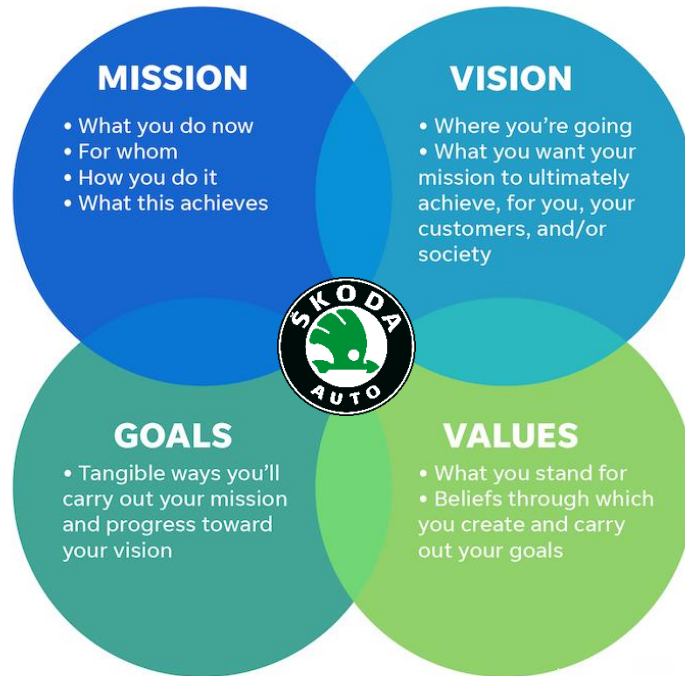 MISSION
• What you do now
• For whom
• How you do it
• What this achieves
VISION
• Where you’re going
• What you want your
mission to ultimately
achieve, for you, your
customers, and/or
society
ŠKODA
AUTO
GOALS
• Tangible ways you’ll
carry out your mission
and progress toward
your vision
VALUES
• What you stand for
• Beliefs through which
you create and carry
out your goals